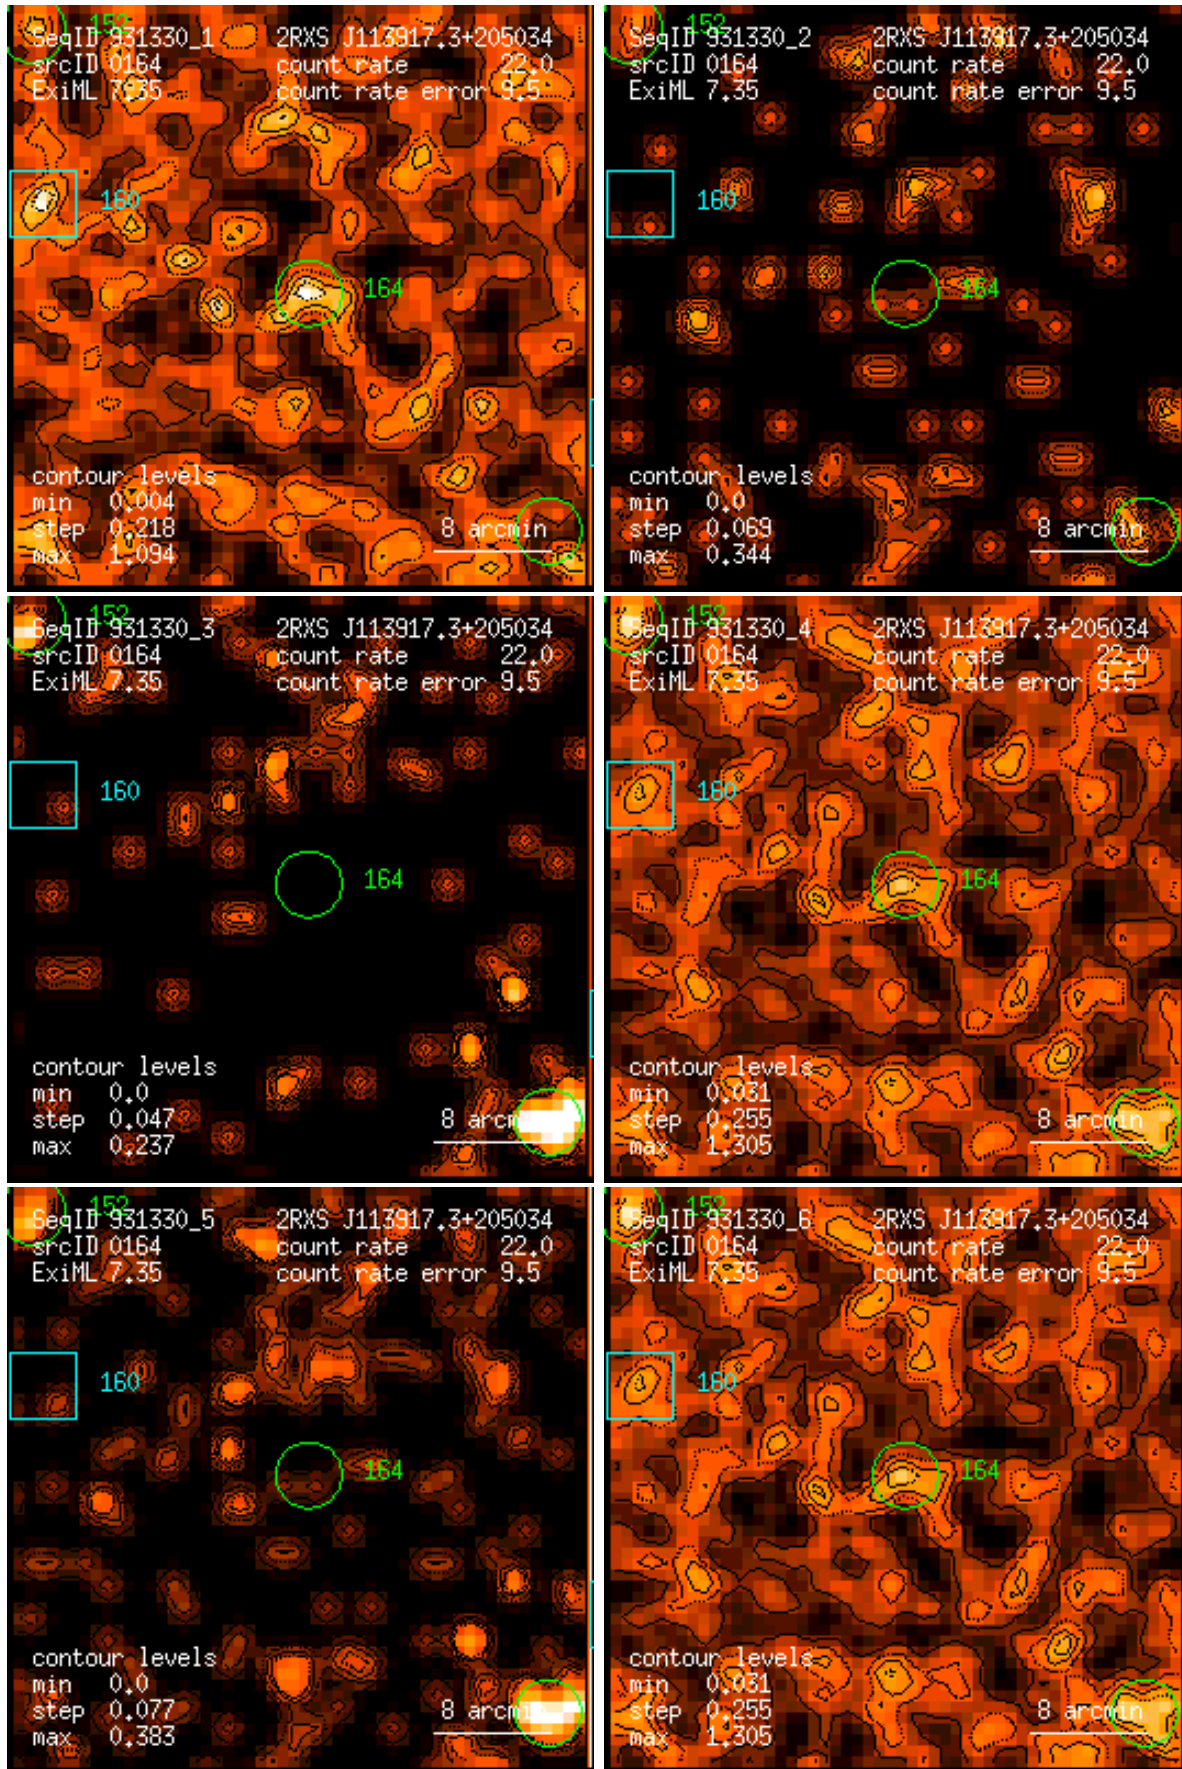 152
SeqID 931330_1 2RXS J113917.3+205034
srcID 0164 count rate 22.0
ExiML 7.35 count rate error 9.5
160
164
contour levels
min 0.004
step 0.218
max 1.094
8 arcmin
152
SeqID 931330_2 2RXS J113917.3+205034
srcID 0164 count rate 22.0
ExiML 7.35 count rate error 9.5
160
164
contour levels
min 0.0
step 0.069
max 0.344
8 arcmin
152
SeqID 931330_3 2RXS J113917.3+205034
srcID 0164 count rate 22.0
ExiML 7.35 count rate error 9.5
160
164
contour levels
min 0.0
step 0.047
max 0.237
8 arcmin
152
SeqID 931330_4 2RXS J113917.3+205034
srcID 0164 count rate 22.0
ExiML 7.35 count rate error 9.5
160
164
contour levels
min 0.031
step 0.255
max 1.305
8 arcmin
152
SeqID 931330_5 2RXS J113917.3+205034
srcID 0164 count rate 22.0
ExiML 7.35 count rate error 9.5
160
164
contour levels
min 0.0
step 0.077
max 0.383
8 arcmin
152
SeqID 931330_6 2RXS J113917.3+205034
srcID 0164 count rate 22.0
ExiML 7.35 count rate error 9.5
160
164
contour levels
min 0.031
step 0.255
max 1.305
8 arcmin